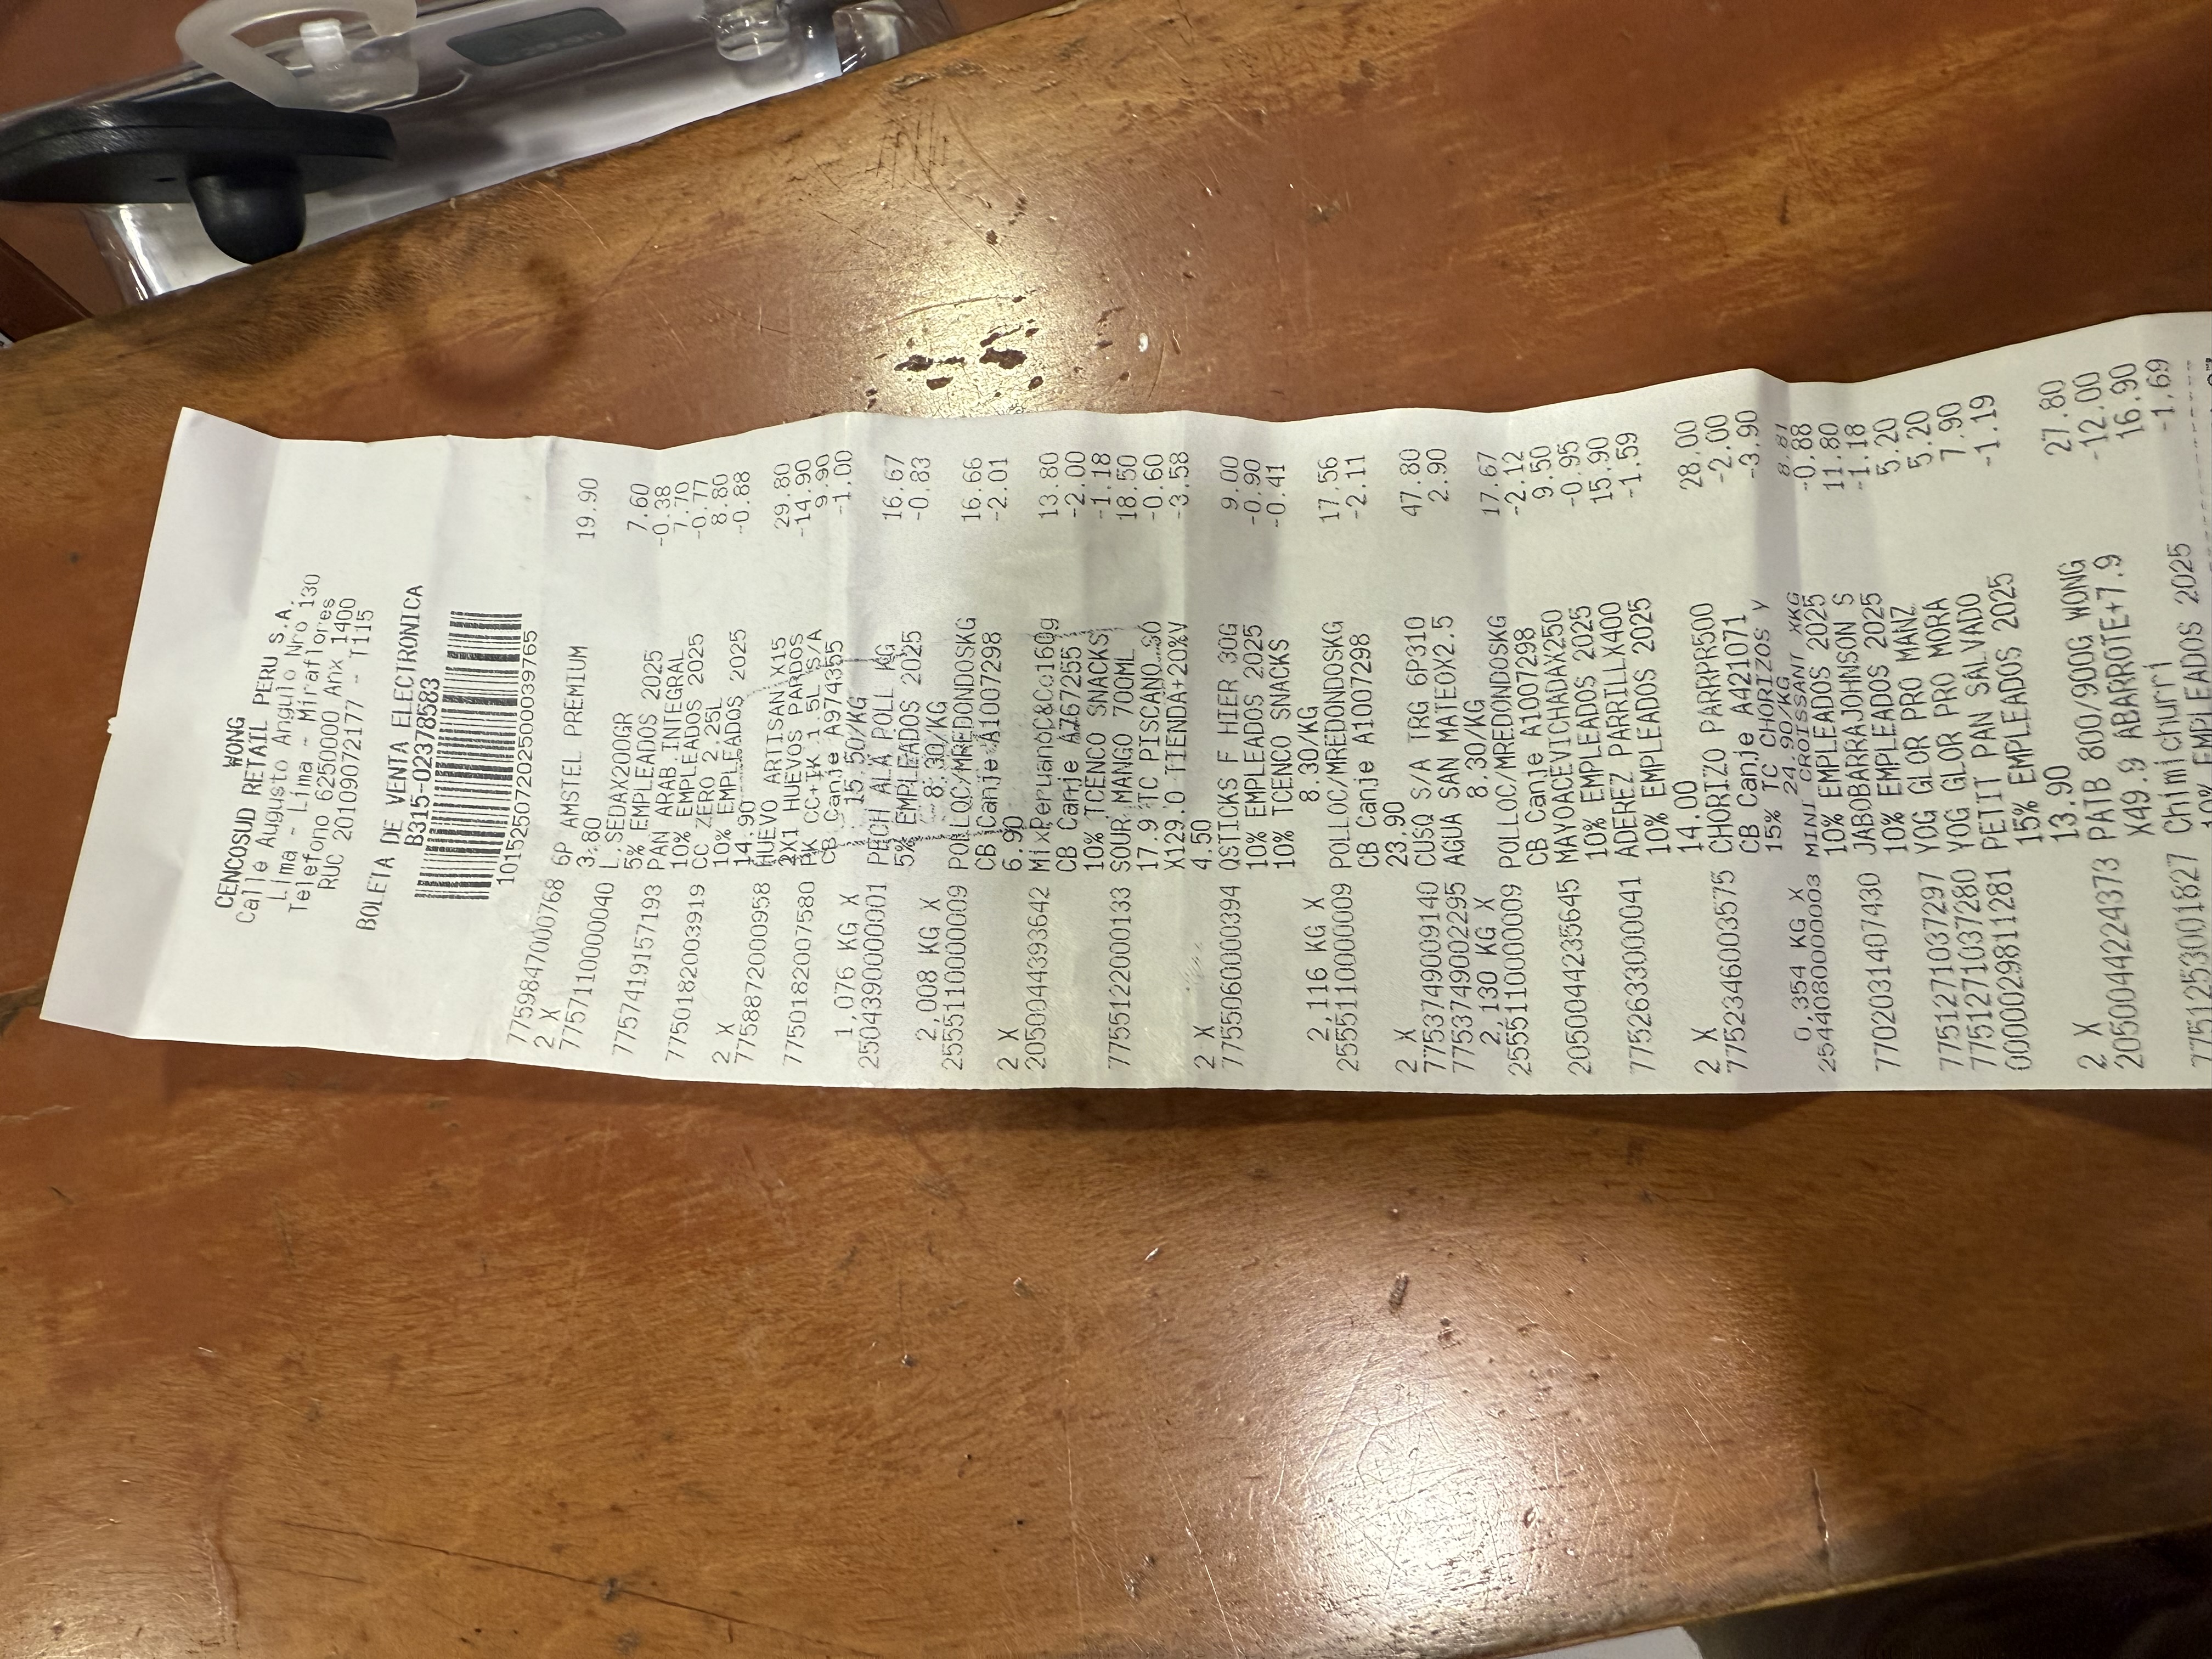 WONG
CENCOSUD RETAIL PERU S.A.
Calle Augusto Angulo Nro 130
Lima - Lima - Miraflores
Telefono 6250000 Anx 1400
RUC 20109072177 - T115
BOLETA DE VENTA ELECTRONICA
B315-02378583
10152507202500039765
7759847000768 6P AMSTEL PREMIUM 19.90
2 X 3.80
7757110000040 L.SEDAX200GR 7.60
5% EMPLEADOS 2025 -0.38
7757419157193 PAN ARAB.INTEGRAL 7.70
10% EMPLEADOS 2025 -0.77
7750182003919 CC ZERO 2.25L 8.80
10% EMPLEADOS 2025 -0.88
2 X 14.90
7758872000958 HUEVO ARTISAN X15 29.80
2X1 HUEVOS PARDOS -14.90
7750182007580 PK CC+IK 1.5L S/A 9.90
CB Canje A974355 -1.00
1,076 KG X 15.50/KG
2504390000001 PECH ALA POLL KG 16.67
5% EMPLEADOS 2025 -0.83
2,008 KG X 8.30/KG
2555110000009 POLLOC/MREDONDOSKG 16.66
CB Canje A1007298 -2.01
2 X 6.90
2050044393642 MixPeruanoC&Co160g 13.80
CB Canje A767255 -2.00
10% TCENCO SNACKS -1.18
7755122000133 SOUR MANGO 700ML 18.50
17.9 TC PISCANO SO -0.60
X129.0 TIENDA+20%V -3.58
2 X 4.50
7755060000394 QSTICKS F HIER 30G 9.00
10% EMPLEADOS 2025 -0.90
10% TCENCO SNACKS -0.41
2,116 KG X 8.30/KG
2555110000009 POLLOC/MREDONDOSKG 17.56
CB Canje A1007298 -2.11
2 X 23.90
7753749009140 CUSQ S/A TRG 6P310 47.80
7753749002295 AGUA SAN MATEOX2.5 2.90
2,130 KG X 8.30/KG
2555110000009 POLLOC/MREDONDOSKG 17.67
CB Canje A1007298 -2.12
2050044235645 MAYOACEVICHADAX250 9.50
10% EMPLEADOS 2025 -0.95
7752633000041 ADEREZ PARRILLX400 15.90
10% EMPLEADOS 2025 -1.59
2 X 14.00
7752346003575 CHORIZO PARRPR500 28.00
CB Canje A421071 -2.00
15% TC CHORIZOS Y -3.90
0,354 KG X 24.90/KG
2544080000003 MINI CROISSANT XKG 8.81
10% EMPLEADOS 2025 -0.88
7702031407430 JABOBARRAJOHNSON S 11.80
10% EMPLEADOS 2025 -1.18
7751271037297 YOG GLOR PRO MANZ 5.20
7751271037280 YOG GLOR PRO MORA 5.20
0000029811281 PETIT PAN SALVADO 7.90
15% EMPLEADOS 2025 -1.19
2 X 13.90
2050044224373 PATB 800/900G WONG 27.80
X49.9 ABARROTE+7.9 -12.00
7751253001827 Chimichurri 16.90
10% EMPLEADOS 2025 -1.69